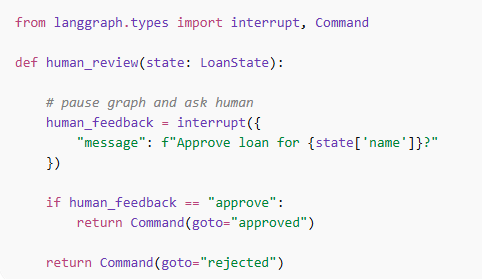 from langgraph.types import interrupt, Command
def human_review(state: LoanState):
# pause graph and ask human
human_feedback = interrupt({
"message": f"Approve loan for {state['name']}?"
})
if human_feedback == "approve":
return Command(goto="approved")
return Command(goto="rejected")